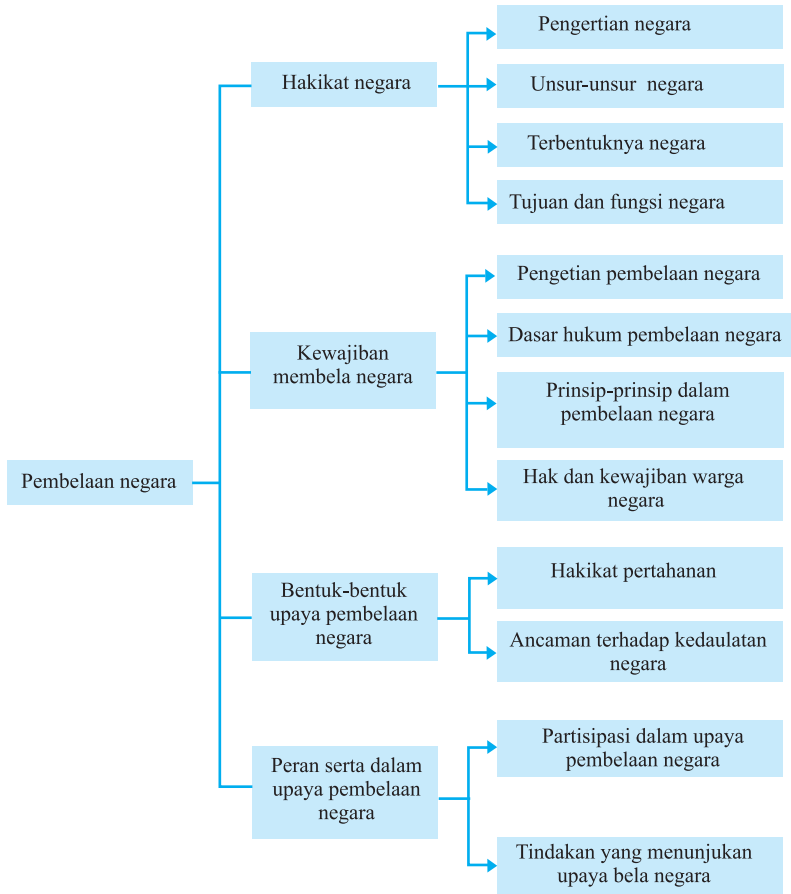 Pembelaan negara
Hakikat negara
Pengertian negara
Unsur-unsur negara
Terbentuknya negara
Tujuan dan fungsi negara
Kewajiban
membela negara
Pengetian pembelaan negara
Dasar hukum pembelaan negara
Prinsip-prinsip dalam
pembelaan negara
Hak dan kewajiban warga
negara
Bentuk-bentuk
upaya pembelaan
negara
Hakikat pertahanan
Ancaman terhadap kedaulatan
negara
Peran serta dalam
upaya pembelaan
negara
Partisipasi dalam upaya
pembelaan negara
Tindakan yang menunjukan
upaya bela negara